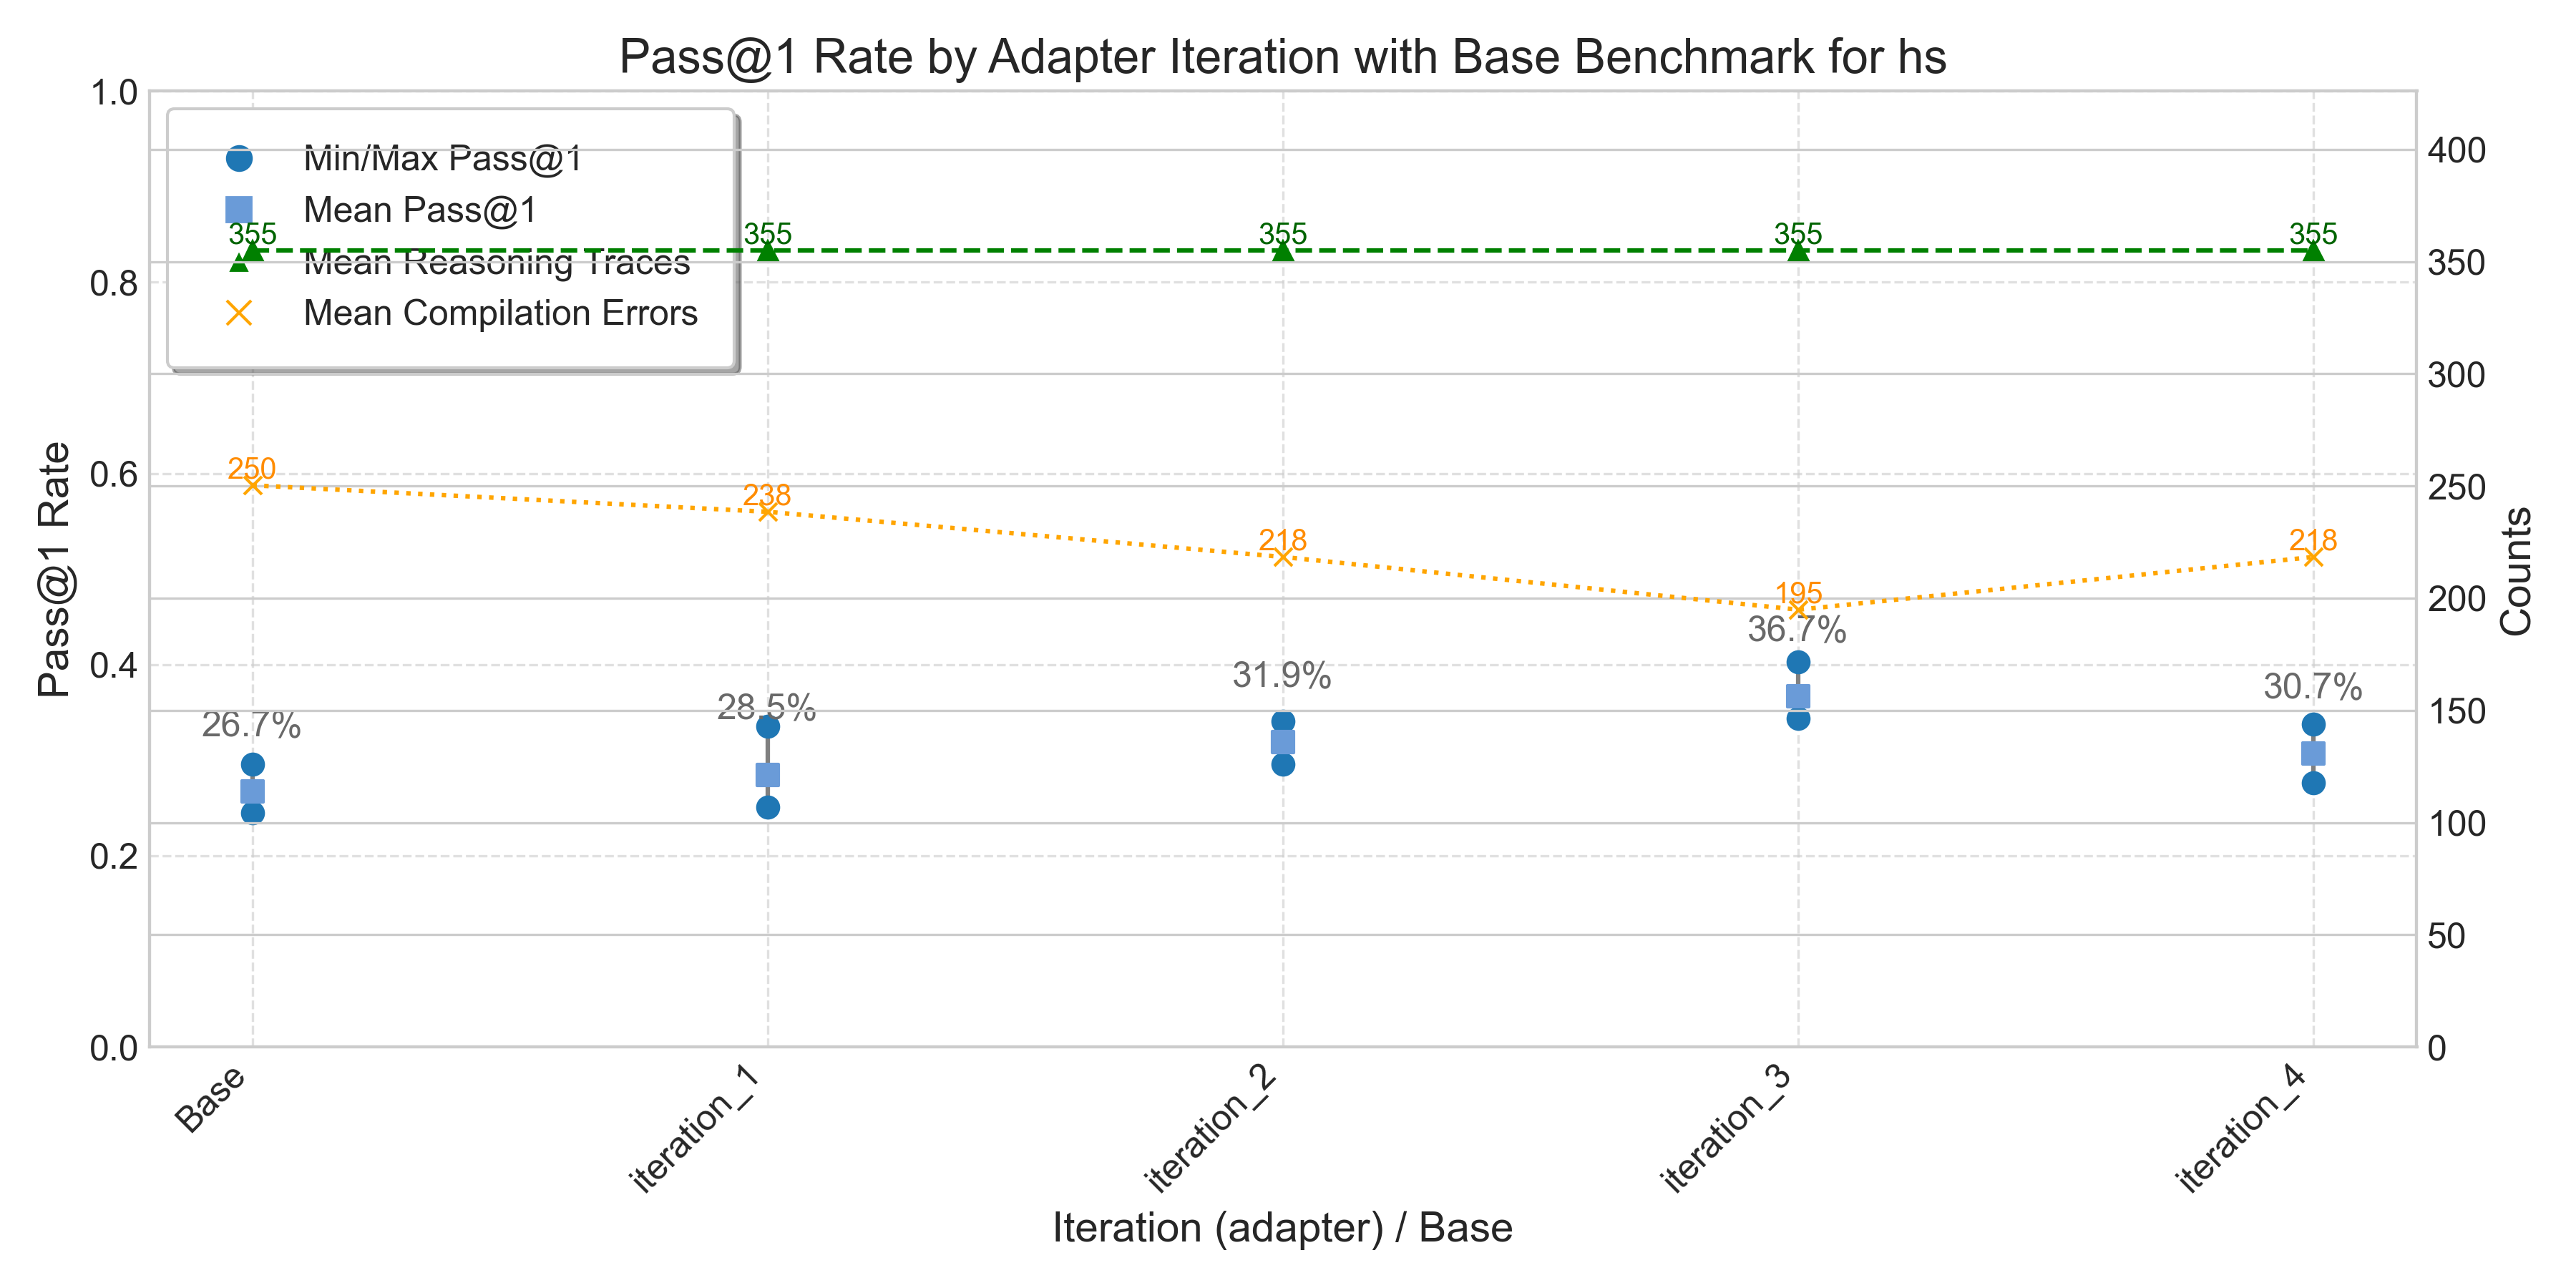 Pass@1 Rate by Adapter Iteration with Base Benchmark for hs
Min/Max Pass@1
Mean Pass@1
Mean Reasoning Traces
Mean Compilation Errors
1.0
0.8
0.6
0.4
0.2
0.0
Pass@1 Rate
400
350
300
250
200
150
100
50
0
Counts
355
355
355
355
355
250
238
218
195
218
26.7%
28.5%
31.9%
36.7%
30.7%
Base
iteration_1
iteration_2
iteration_3
iteration_4
Iteration (adapter) / Base